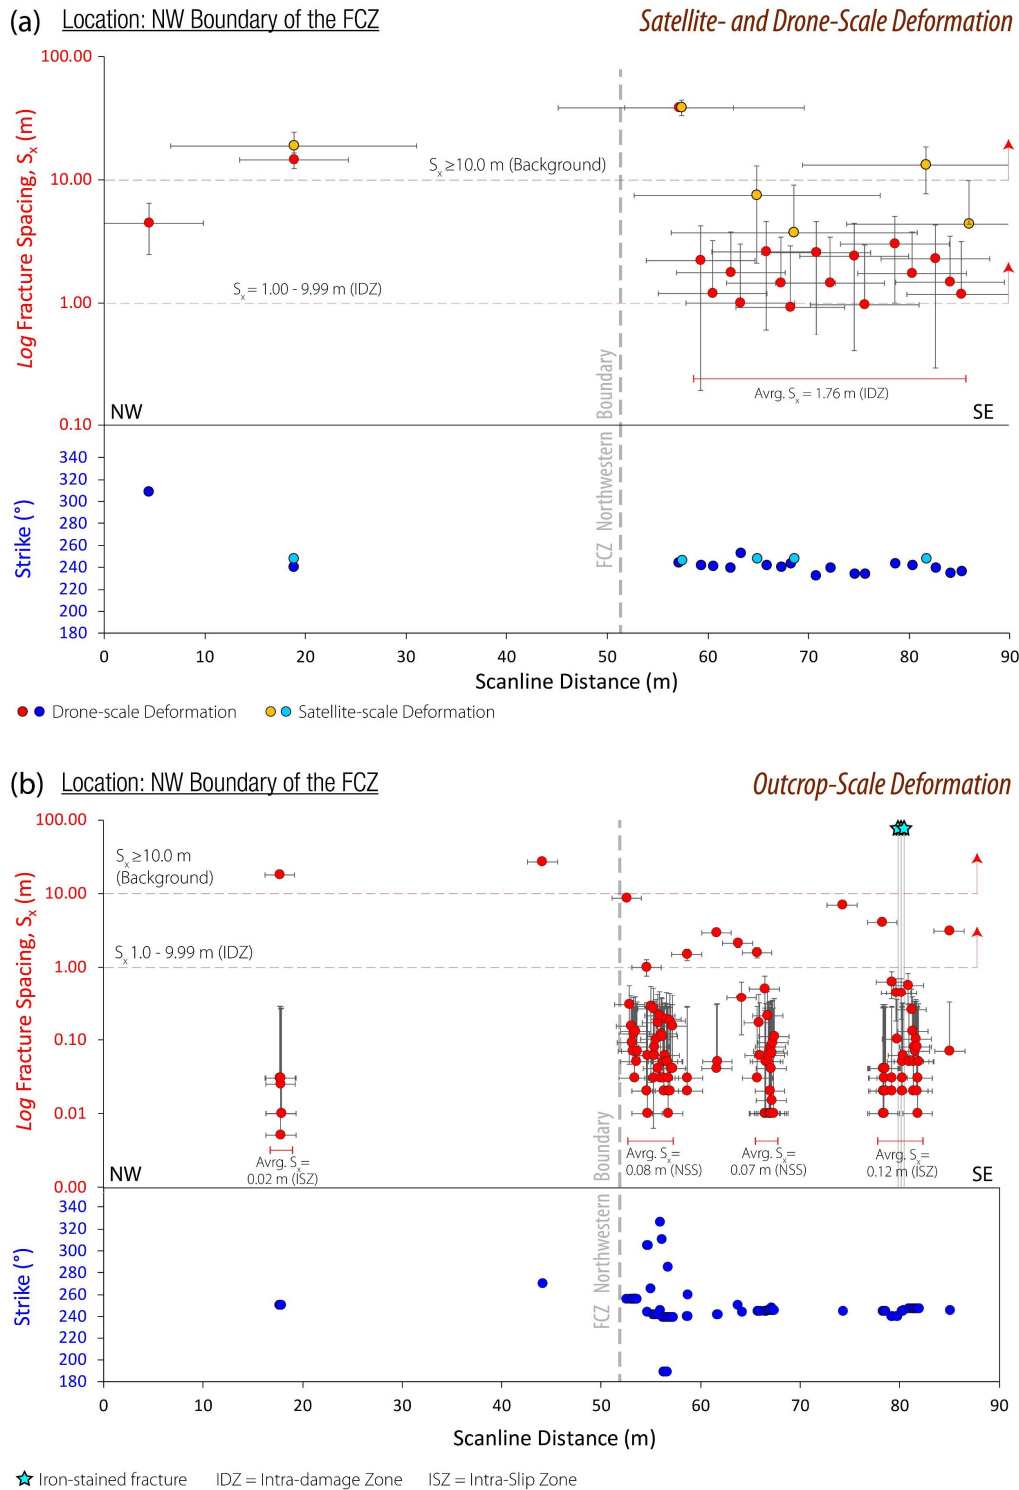 (a) Location: NW Boundary of the FCZ Satellite- and Drone-Scale Deformation
100.00
10.00
1.00
0.10
Log Fracture Spacing, Sx (m)
Sx ≥10.0 m (Background)
Sx = 1.00 - 9.99 m (IDZ)
Avrg. Sx = 1.76 m (IDZ)
NW SE
FCZ Northwestern Boundary
340
320
300
280
260
240
220
200
180
Strike (°)
0 10 20 30 40 50 60 70 80 90
Scanline Distance (m)
Drone-scale Deformation Satellite-scale Deformation
(b) Location: NW Boundary of the FCZ Outcrop-Scale Deformation
100.00
10.00
1.00
0.10
0.01
0.00
Log Fracture Spacing, Sx (m)
Sx ≥10.0 m
(Background)
Sx 1.0 - 9.99 m (IDZ)
Avrg. Sx=
0.02 m (ISZ)
Avrg. Sx=
0.08 m (NSS)
Avrg. Sx=
0.07 m (NSS)
Avrg. Sx=
0.12 m (ISZ)
NW SE
FCZ Northwestern Boundary
340
320
300
280
260
240
220
200
180
Strike (°)
0 10 20 30 40 50 60 70 80 90
Scanline Distance (m)
Iron-stained fracture IDZ = Intra-damage Zone ISZ = Intra-Slip Zone